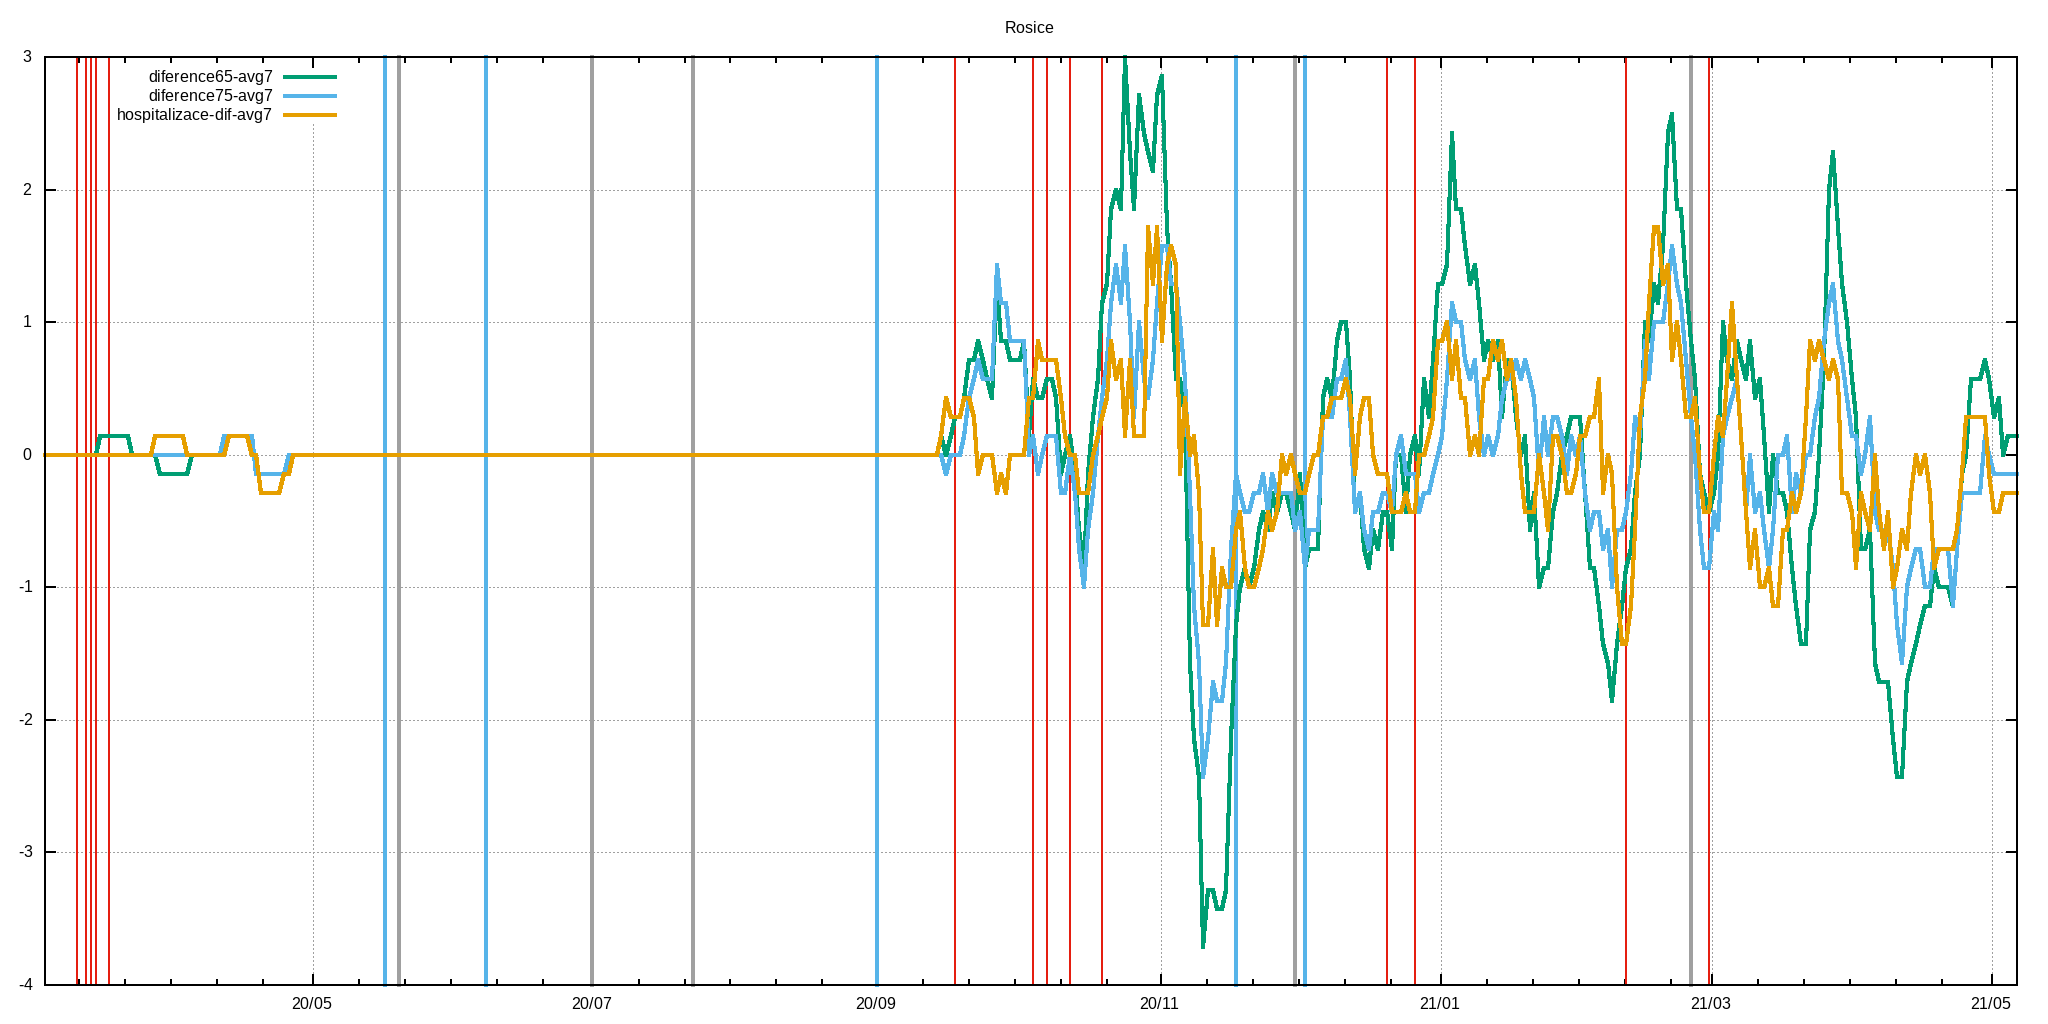 Rosice
3
diference65-avg7
diference75-avg7
hospitalizace-dif-avg7
2
1
0
-1
-2
-3
-4
20/05 20/07 20/09 20/11 21/01 21/03 21/05